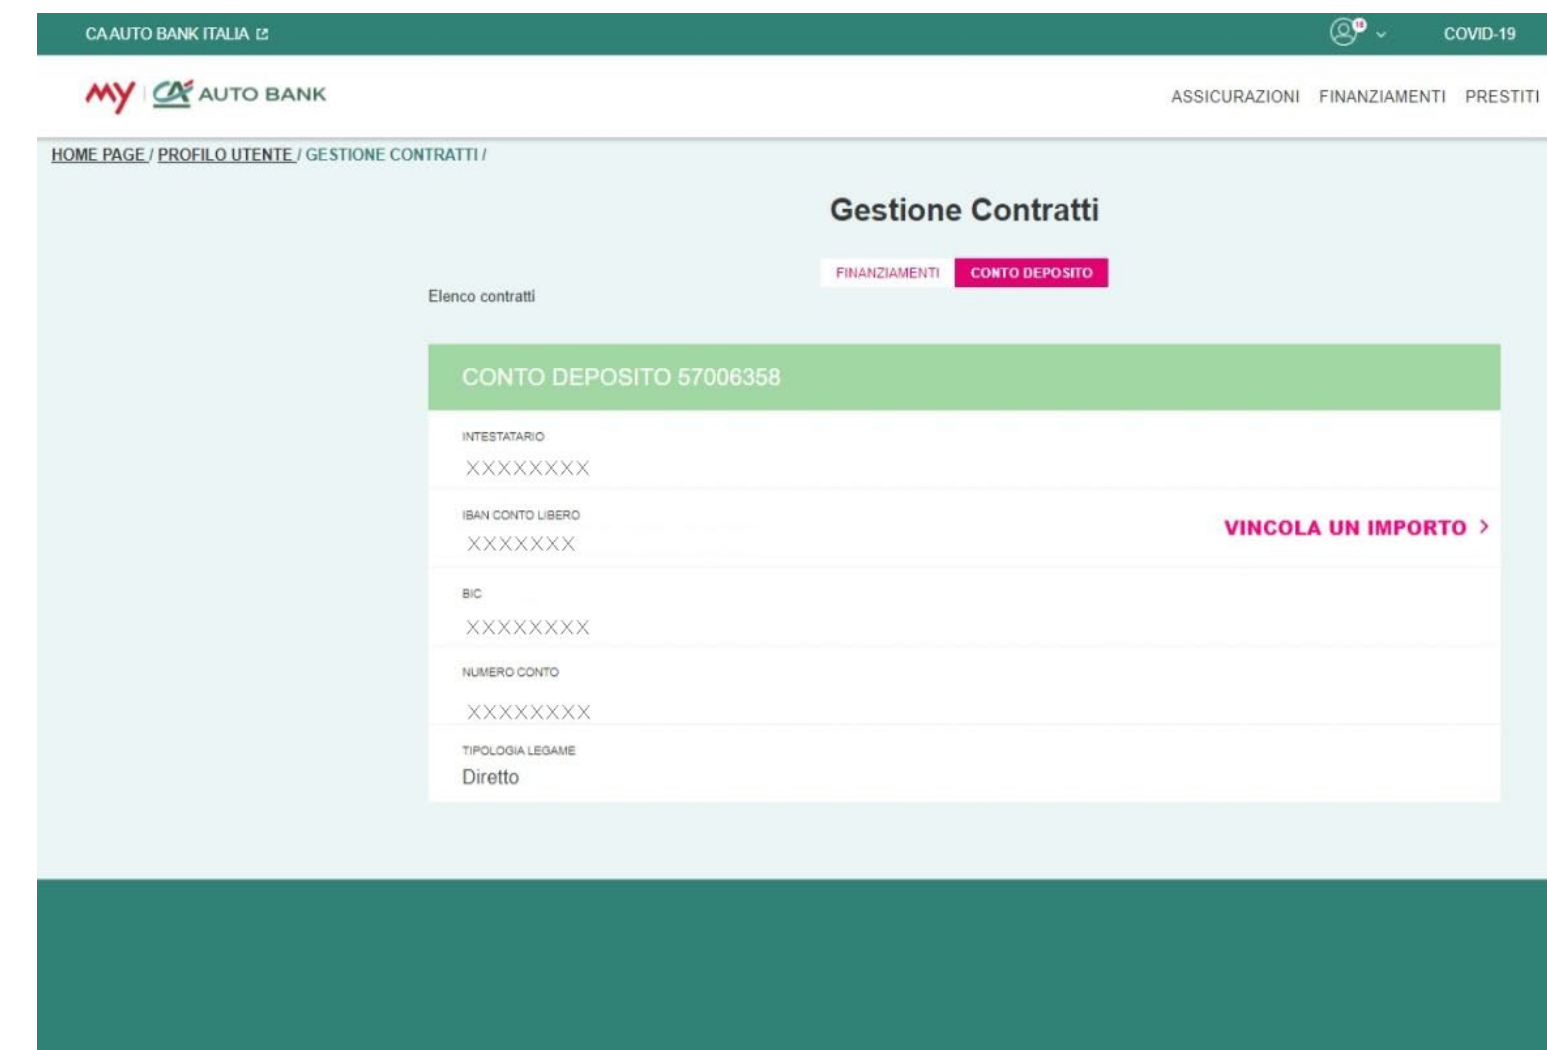 CA AUTO BANK ITALIA
18
COVID-19
MY CA AUTO BANK
ASSICURAZIONI FINANZIAMENTI PRESTITI
HOME PAGE / PROFILO UTENTE / GESTIONE CONTRATTI /
Gestione Contratti
FINANZIAMENTI CONTO DEPOSITO
Elenco contratti
CONTO DEPOSITO 57006358
INTESTATARIO
XXXXXXXX
IBAN CONTO LIBERO
XXXXXXX
VINCOLA UN IMPORTO >
BIC
XXXXXXXX
NUMERO CONTO
XXXXXXXX
TIPOLOGIA LEGAME
Diretto